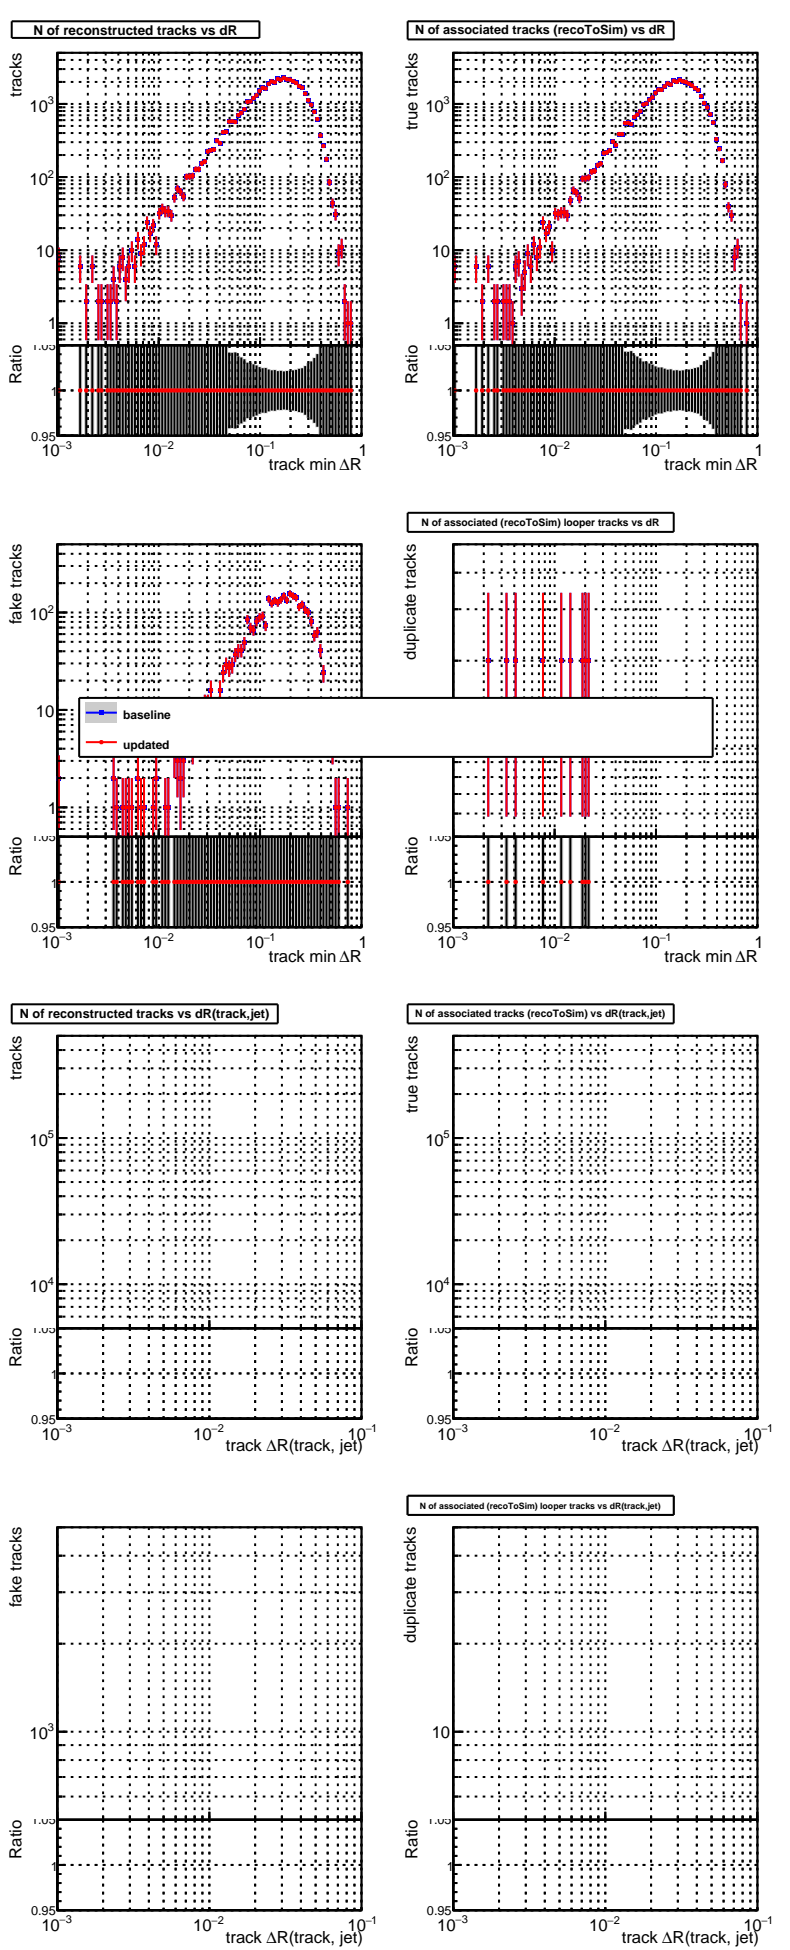 N of reconstructed tracks vs dR
tracks
10³
10²
10
1
1.05
Ratio
1
0.95
10⁻³ 10⁻² 10⁻¹ 1
track min ΔR
N of associated tracks (recoToSim) vs dR
true tracks
10³
10²
10
1
1.05
Ratio
1
0.95
10⁻³ 10⁻² 10⁻¹ 1
track min ΔR
fake tracks
10²
10
1
1.05
Ratio
1
0.95
10⁻³ 10⁻² 10⁻¹ 1
track min ΔR
N of associated (recoToSim) looper tracks vs dR
duplicate tracks
1.05
Ratio
1
0.95
10⁻³ 10⁻² 10⁻¹ 1
track min ΔR
baseline
updated
N of reconstructed tracks vs dR(track,jet)
tracks
10⁵
10⁴
1.05
Ratio
1
0.95
10⁻³ 10⁻² 10⁻¹
track ΔR(track, jet)
N of associated tracks (recoToSim) vs dR(track,jet)
true tracks
10⁵
10⁴
1.05
Ratio
1
0.95
10⁻³ 10⁻² 10⁻¹
track ΔR(track, jet)
fake tracks
10³
1.05
Ratio
1
0.95
10⁻³ 10⁻² 10⁻¹
track ΔR(track, jet)
N of associated (recoToSim) looper tracks vs dR(track,jet)
duplicate tracks
10
1.05
Ratio
1
0.95
10⁻³ 10⁻² 10⁻¹
track ΔR(track, jet)